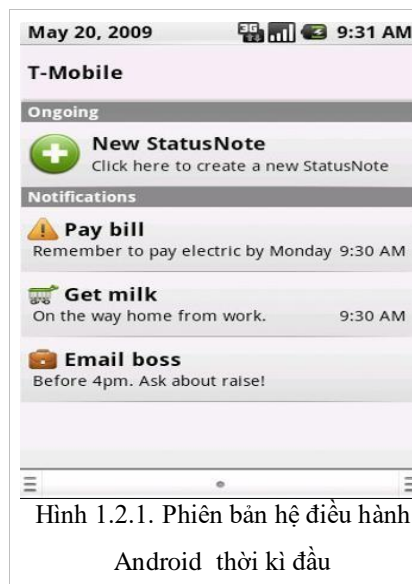 May 20, 2009 3G 9:31 AM
T-Mobile
Ongoing
New StatusNote
Click here to create a new StatusNote
Notifications
Pay bill
Remember to pay electric by Monday 9:30 AM
Get milk
On the way home from work. 9:30 AM
Email boss
Before 4pm. Ask about raise!
Hình 1.2.1. Phiên bản hệ điều hành
Android thời kì đầu